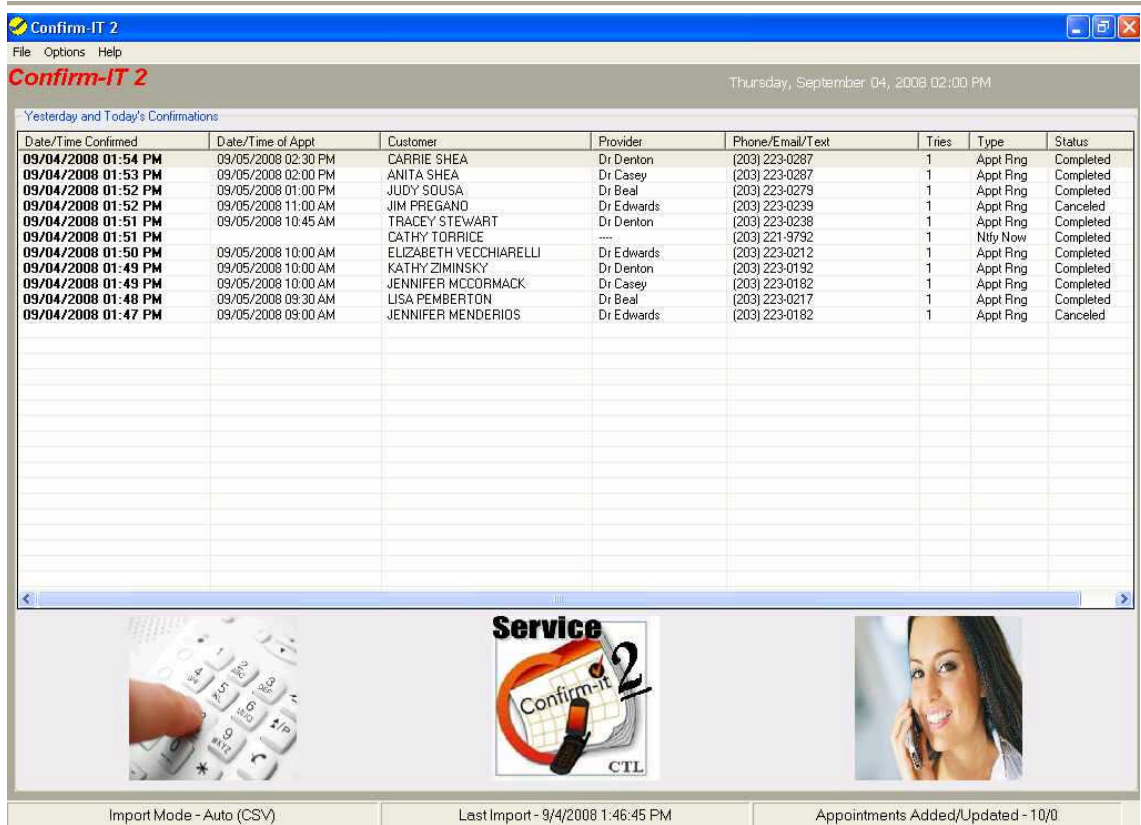 Confirm-IT 2
File Options Help
Confirm-IT 2
Thursday, September 04, 2008 02:00 PM
Yesterday and Today's Confirmations
Date/Time Confirmed Date/Time of Appt Customer Provider Phone/Email/Text Tries Type Status
09/04/2008 01:54 PM 09/05/2008 02:30 PM CARRIE SHEA Dr Denton (203) 223-0287 1 Appt Rng Completed
09/04/2008 01:53 PM 09/05/2008 02:00 PM ANITA SHEA Dr Casey (203) 223-0287 1 Appt Rng Completed
09/04/2008 01:52 PM 09/05/2008 01:00 PM JUDY SOUSA Dr Beal (203) 223-0279 1 Appt Rng Completed
09/04/2008 01:52 PM 09/05/2008 11:00 AM JIM PREGANO Dr Edwards (203) 223-0239 1 Appt Rng Canceled
09/04/2008 01:51 PM 09/05/2008 10:45 AM TRACEY STEWART Dr Denton (203) 223-0238 1 Appt Rng Completed
09/04/2008 01:51 PM CATHY TORRICE ---- (203) 221-9792 1 Ntfy Now Completed
09/04/2008 01:50 PM 09/05/2008 10:00 AM ELIZABETH VECCHIARELLI Dr Edwards (203) 223-0212 1 Appt Rng Completed
09/04/2008 01:49 PM 09/05/2008 10:00 AM KATHY ZIMINSKY Dr Denton (203) 223-0192 1 Appt Rng Completed
09/04/2008 01:49 PM 09/05/2008 10:00 AM JENNIFER MCCORMACK Dr Casey (203) 223-0182 1 Appt Rng Completed
09/04/2008 01:48 PM 09/05/2008 09:30 AM LISA PEMBERTON Dr Beal (203) 223-0217 1 Appt Rng Completed
09/04/2008 01:47 PM 09/05/2008 09:00 AM JENNIFER MENDERIOS Dr Edwards (203) 223-0182 1 Appt Rng Canceled
Service
Confirm-it 2
CTL
Import Mode - Auto (CSV) Last Import - 9/4/2008 1:46:45 PM Appointments Added/Updated - 10/0